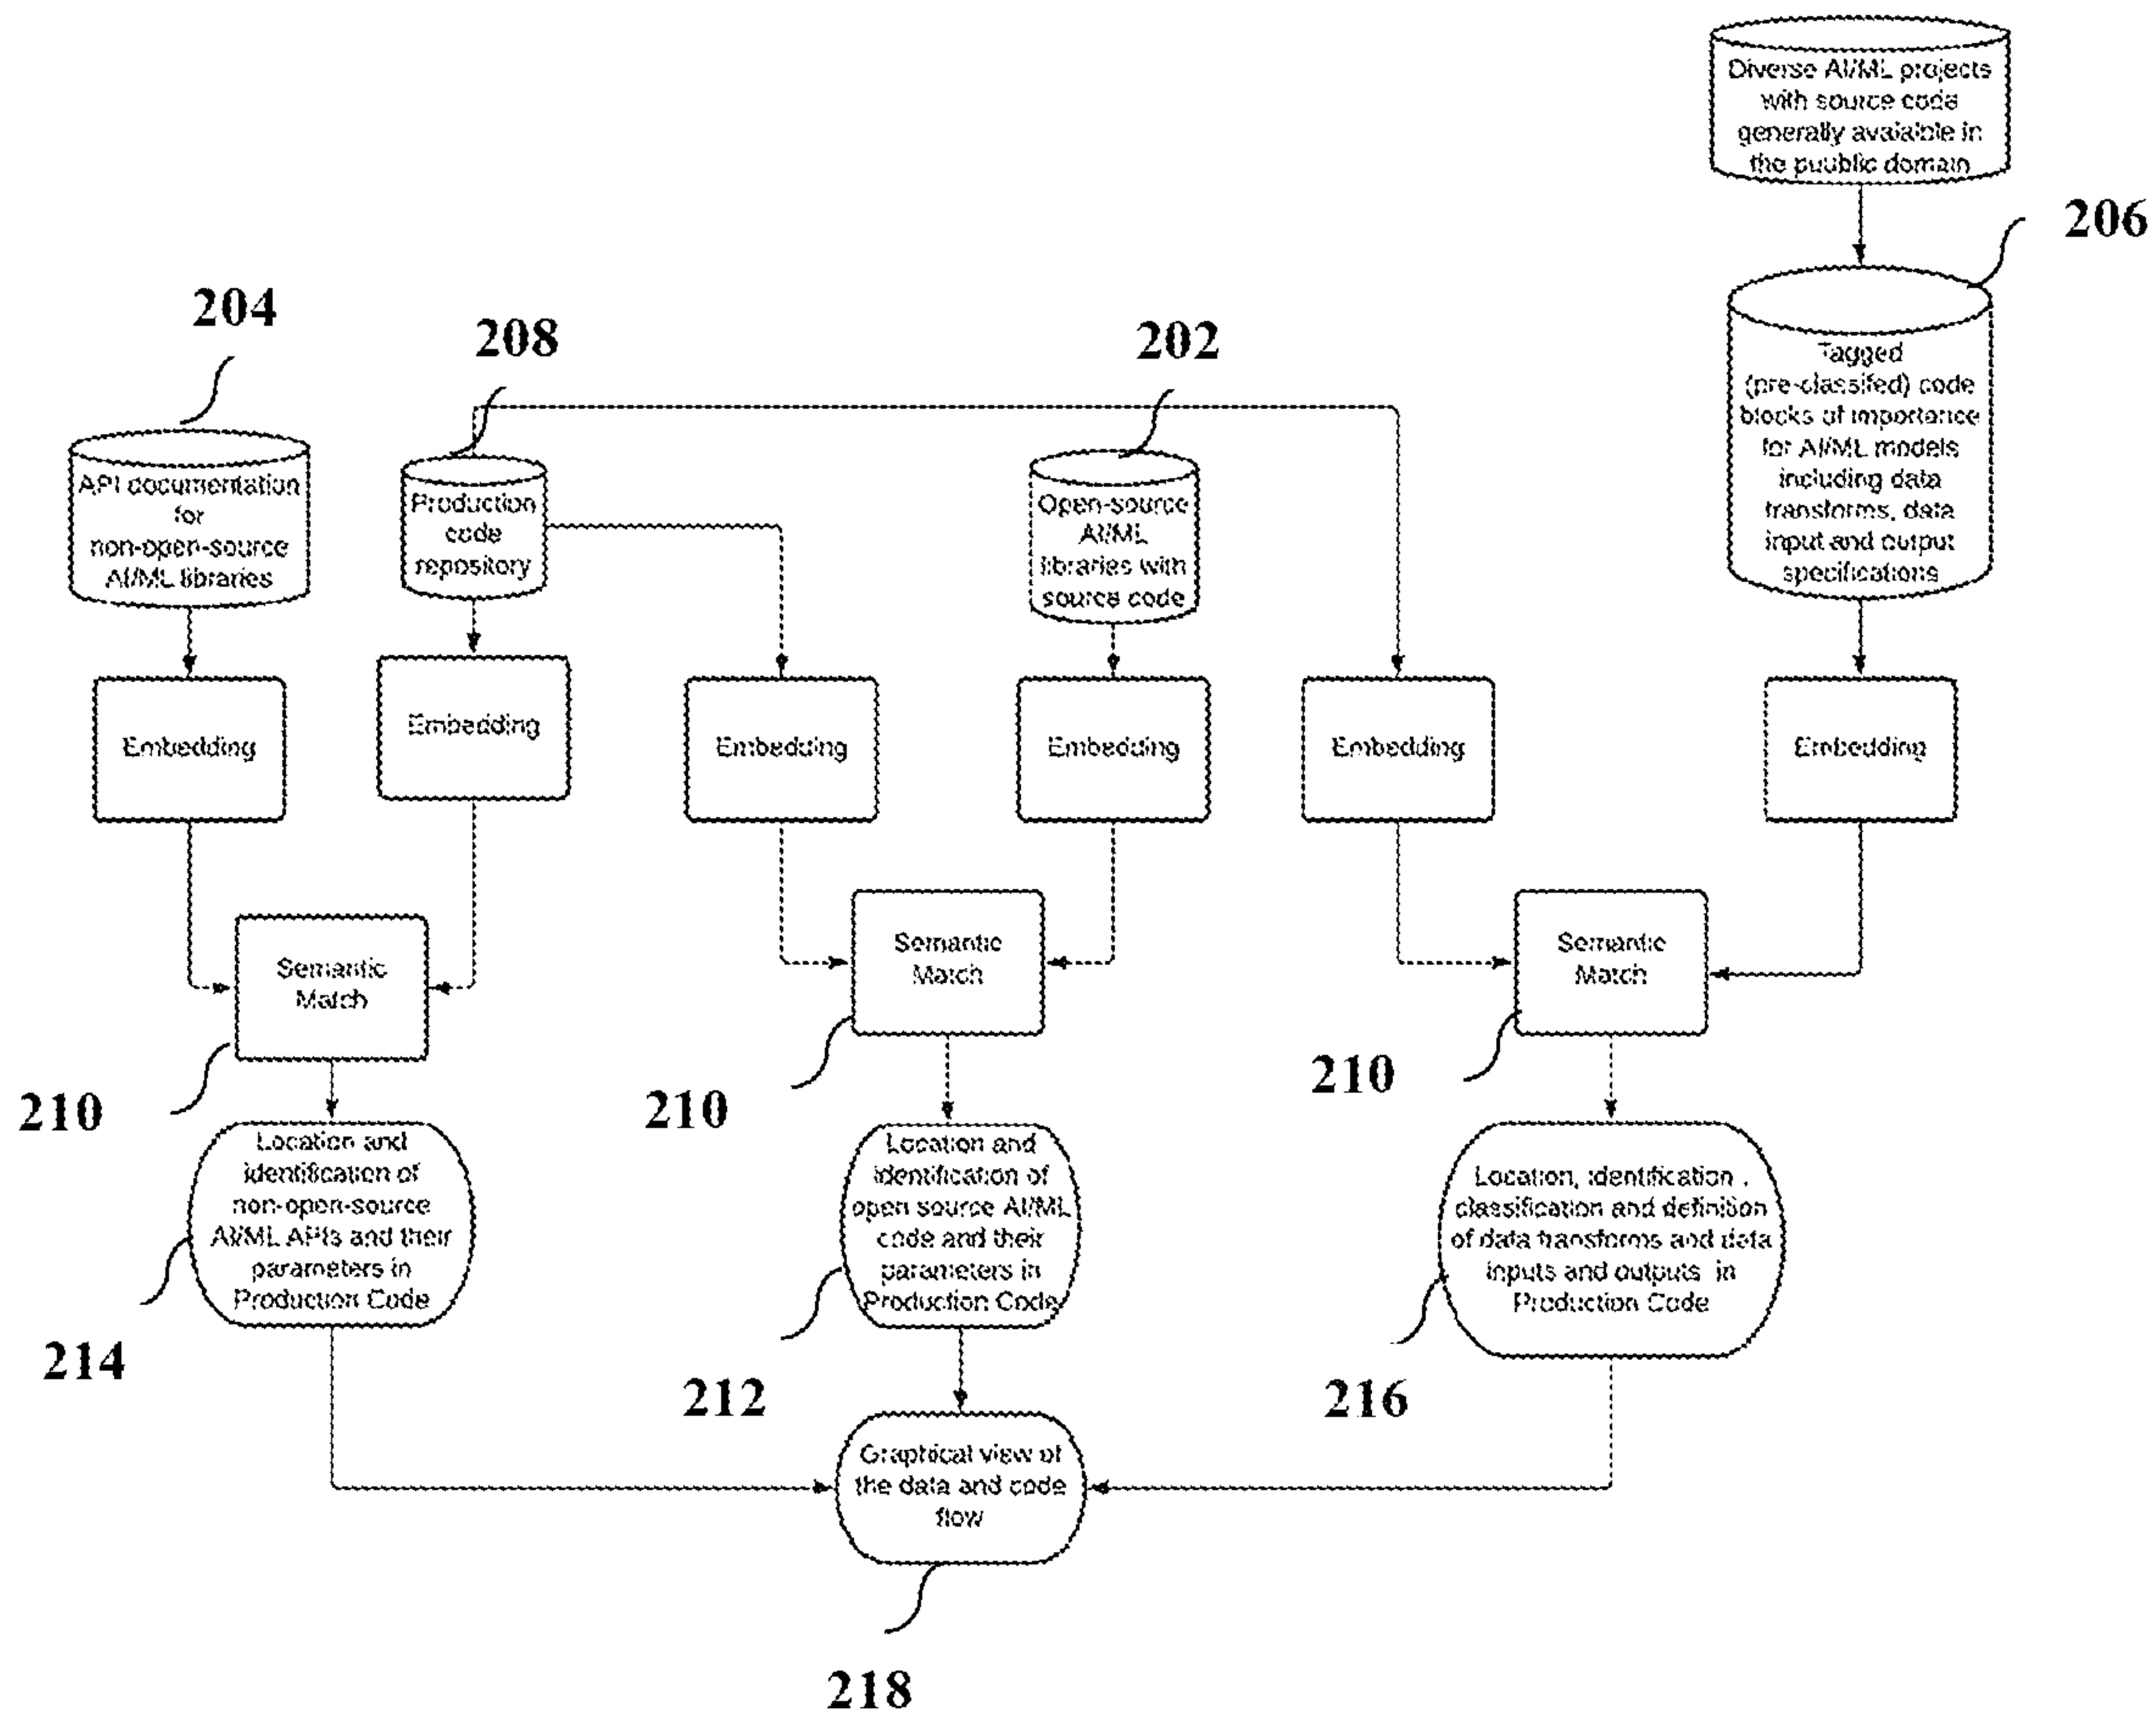 Diverse AI/ML projects
with source code
generally avaialble in
the puublic domain
206
204
208
202
Tagged
(pre-classifed) code
blocks of importance
for AI/ML models
including data
transforms, data
input and output
specifications
API documentation
for
non-open-source
AI/ML libraries
Production
code
repository
Open-source
AI/ML
libraries with
source code
Embedding
Embedding
Embedding
Embedding
Embedding
Embedding
Semantic
Match
Semantic
Match
Semantic
Match
210
210
210
Location and
identification of
non-open-source
AI/ML APIs and their
parameters in
Production Code
Location and
identification of
open source AI/ML
code and their
parameters in
Production Code
Location, identification ,
classification and definition
of data transforms and data
inputs and outputs in
Production Code
214
212
216
Graphical view of
the data and code
flow
218